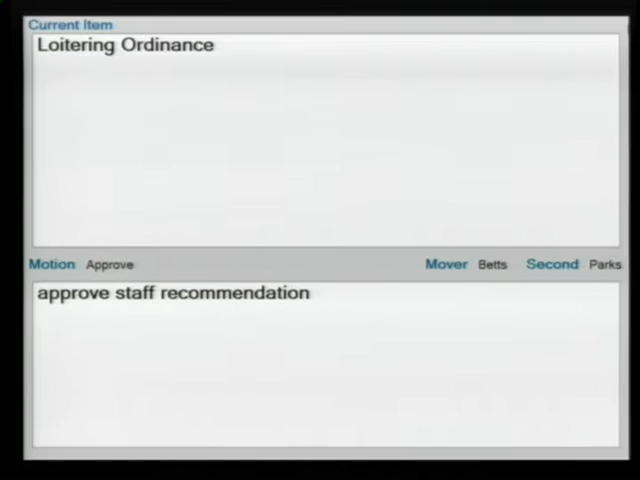 Current Item
Loitering Ordinance
Motion Approve Mover Betts Second Parks
approve staff recommendation